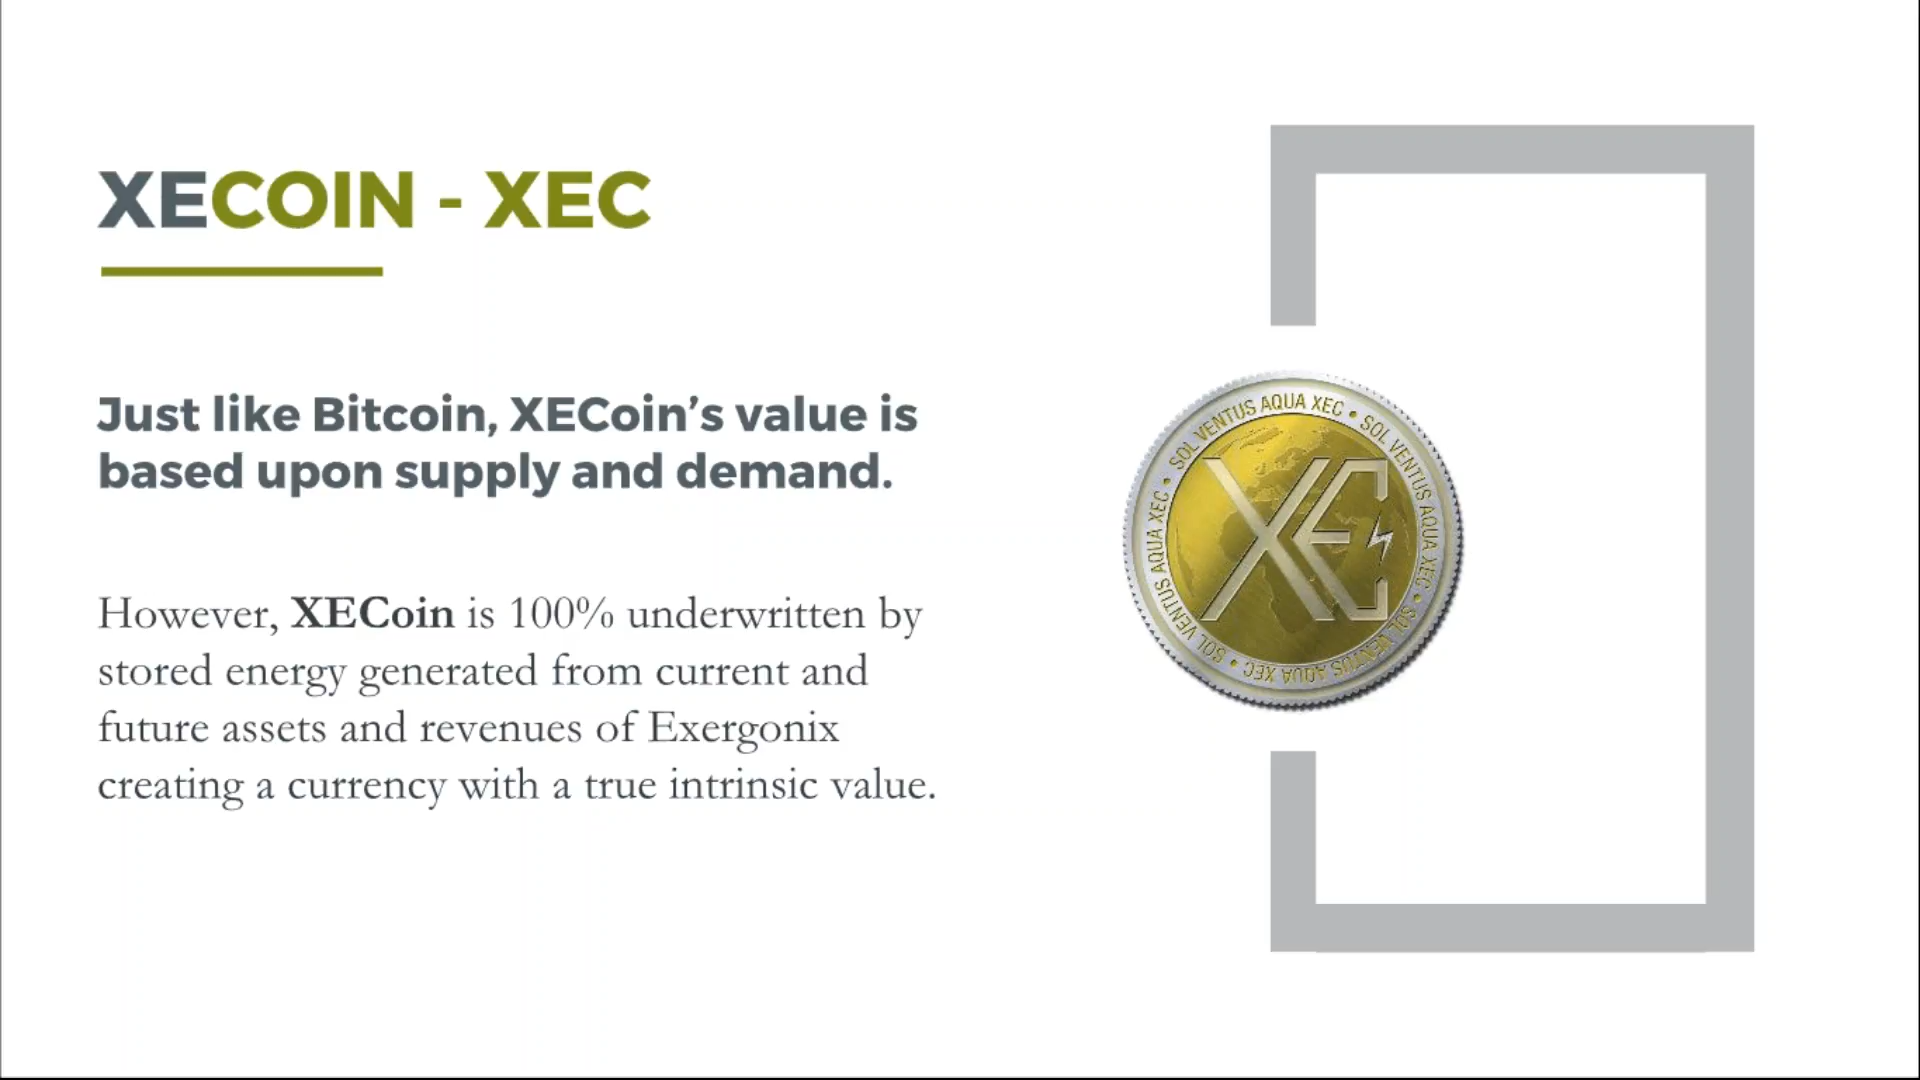 XECOIN - XEC
Just like Bitcoin, XECoin’s value is
based upon supply and demand.
However, XECoin is 100% underwritten by
stored energy generated from current and
future assets and revenues of Exergonix
creating a currency with a true intrinsic value.
SOL VENTUS AQUA XEC • SOL VENTUS AQUA XEC • SOL VENTUS AQUA XEC • SOL VENTUS AQUA XEC •
XEC